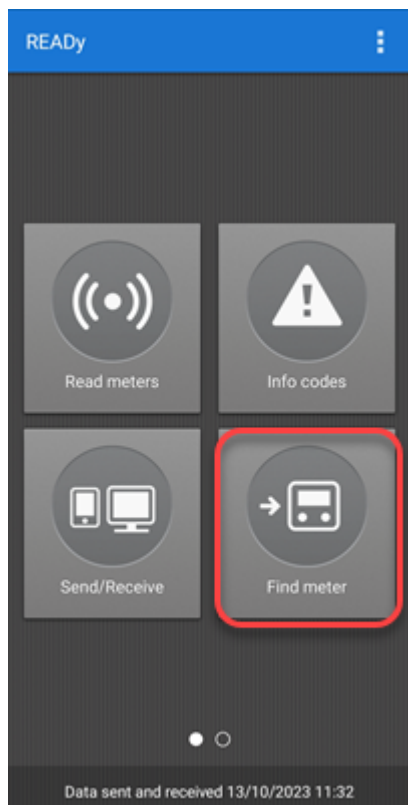 READy
Read meters
Info codes
Send/Receive
Find meter
Data sent and received 13/10/2023 11:32